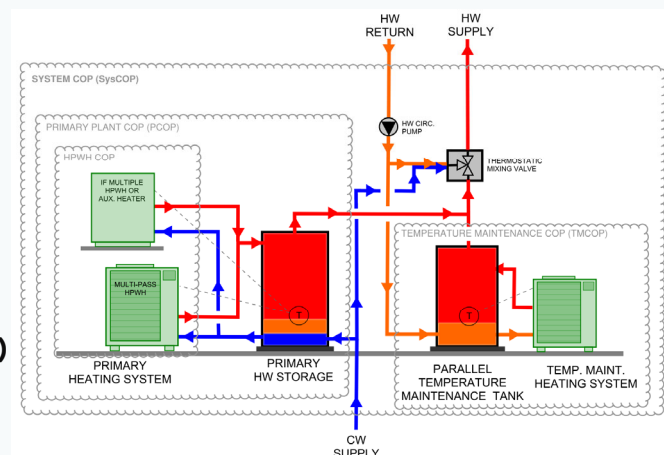 HW
RETURN
HW
SUPPLY
SYSTEM COP (SysCOP)
PRIMARY PLANT COP (PCOP)
HW CIRC.
PUMP
HPWH COP
THERMOSTATIC
MIXING VALVE
IF MULTIPLE
HPWH OR
AUX. HEATER
TEMPERATURE MAINTENANCE COP (TMCOP)
MULTI-PASS
HPWH
T
T
)
PRIMARY
HEATING SYSTEM
PRIMARY
HW STORAGE
PARALLEL
TEMPERATURE
MAINTENANCE TANK
TEMP. MAINT.
HEATING SYSTEM
CW
SUPPLY